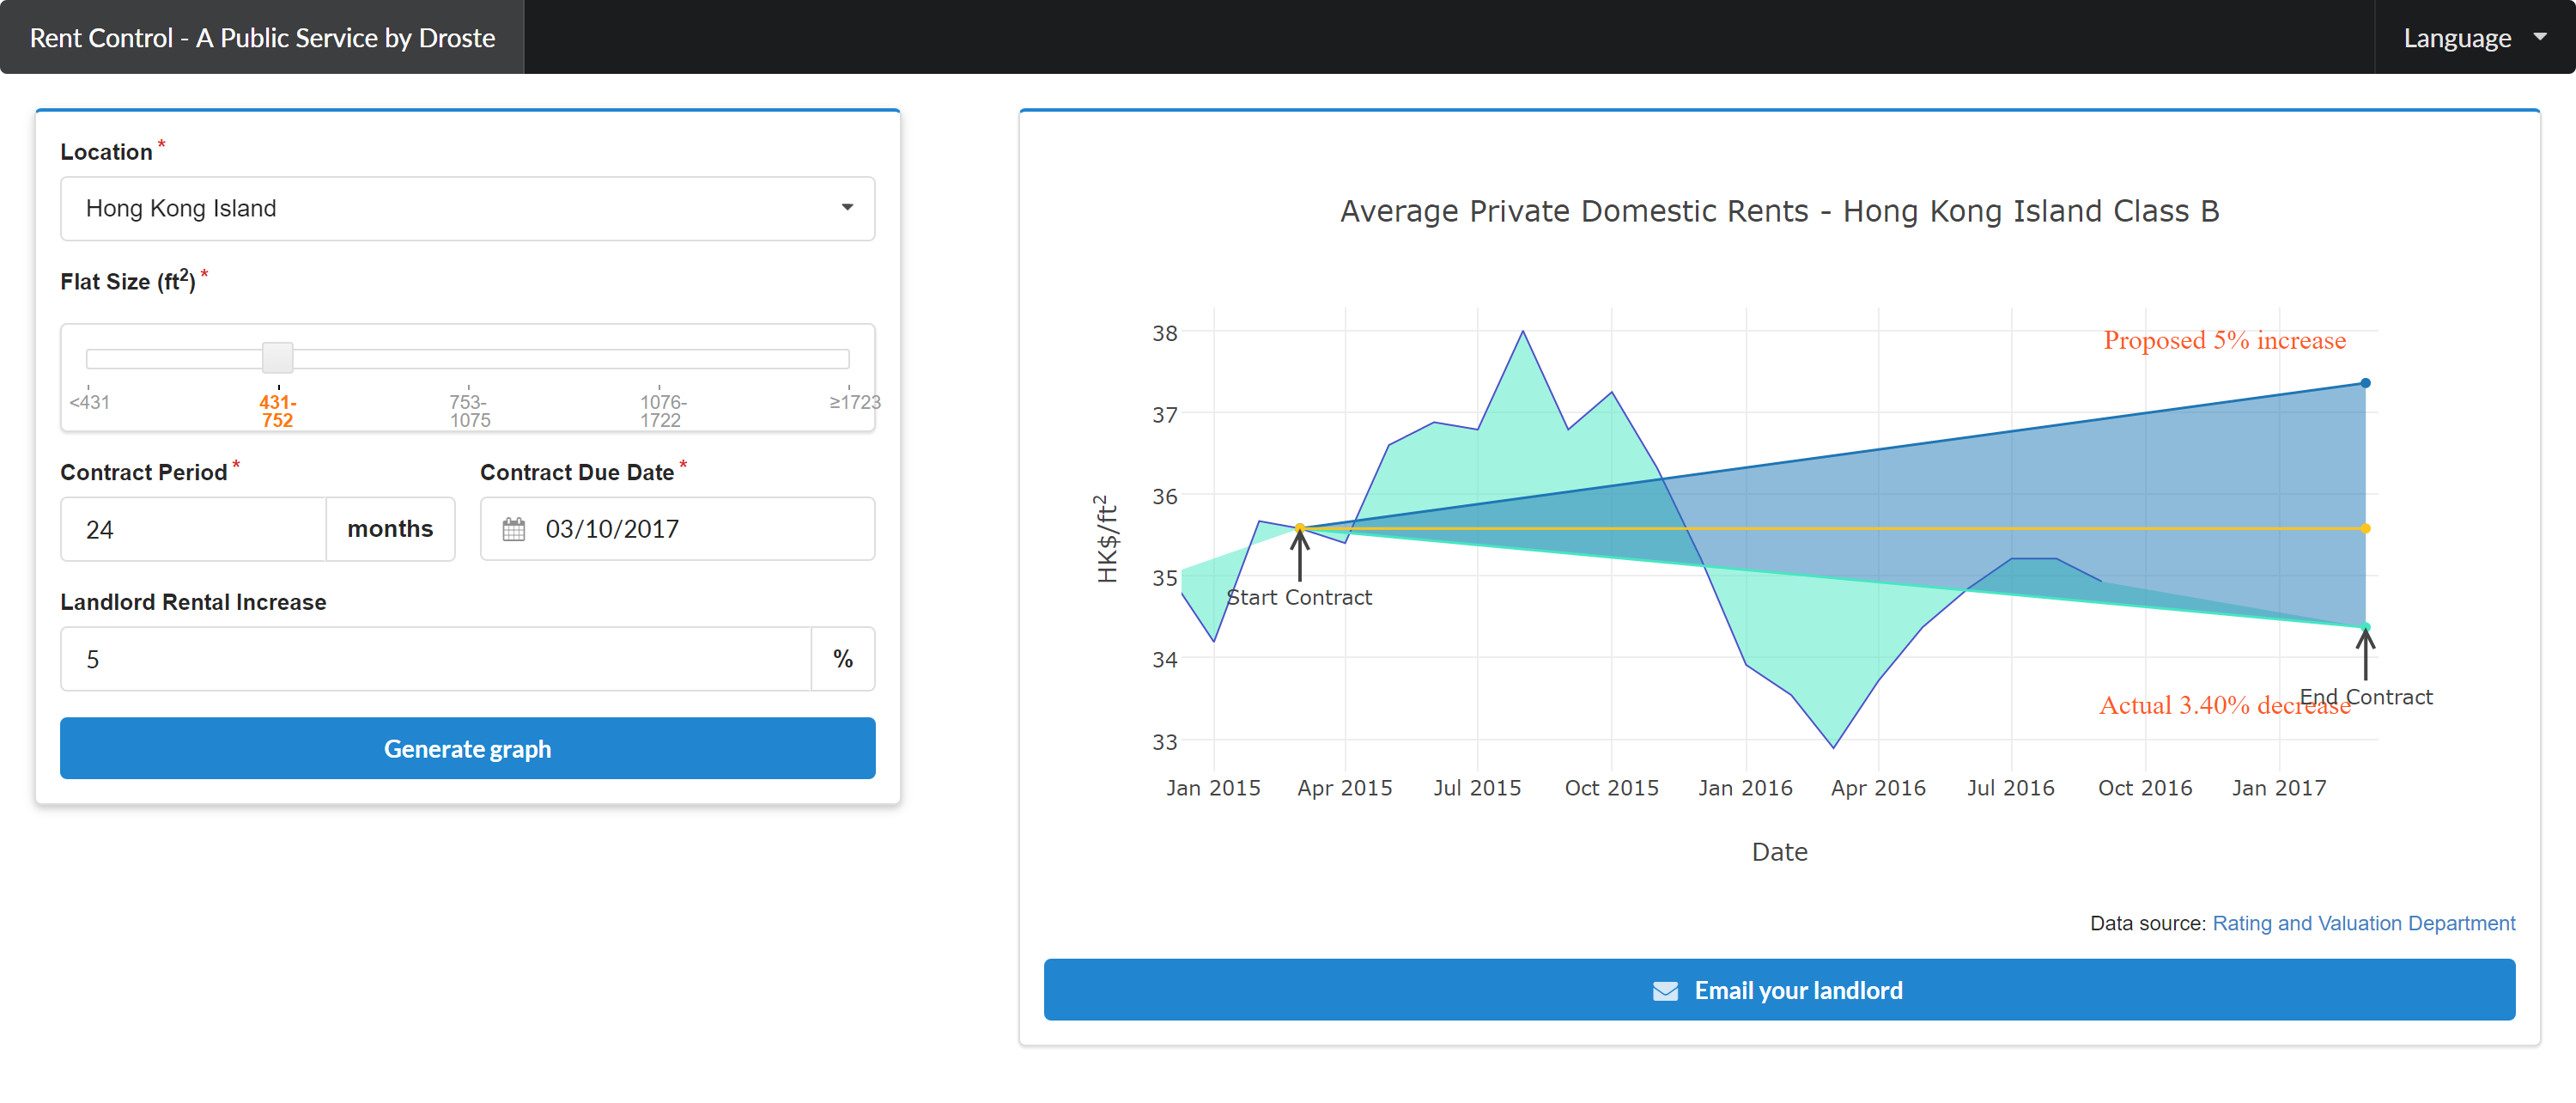 Rent Control - A Public Service by Droste
Language
Location *
Hong Kong Island
Flat Size (ft²) *
<431
431-
752
753-
1075
1076-
1722
≥1723
Contract Period *
Contract Due Date *
24
months
03/10/2017
Landlord Rental Increase
5
%
Generate graph
Average Private Domestic Rents - Hong Kong Island Class B
38
37
36
35
34
33
HK$/ft²
Proposed 5% increase
Start Contract
End Contract
Actual 3.40% decrease
Jan 2015
Apr 2015
Jul 2015
Oct 2015
Jan 2016
Apr 2016
Jul 2016
Oct 2016
Jan 2017
Date
Data source: Rating and Valuation Department
Email your landlord